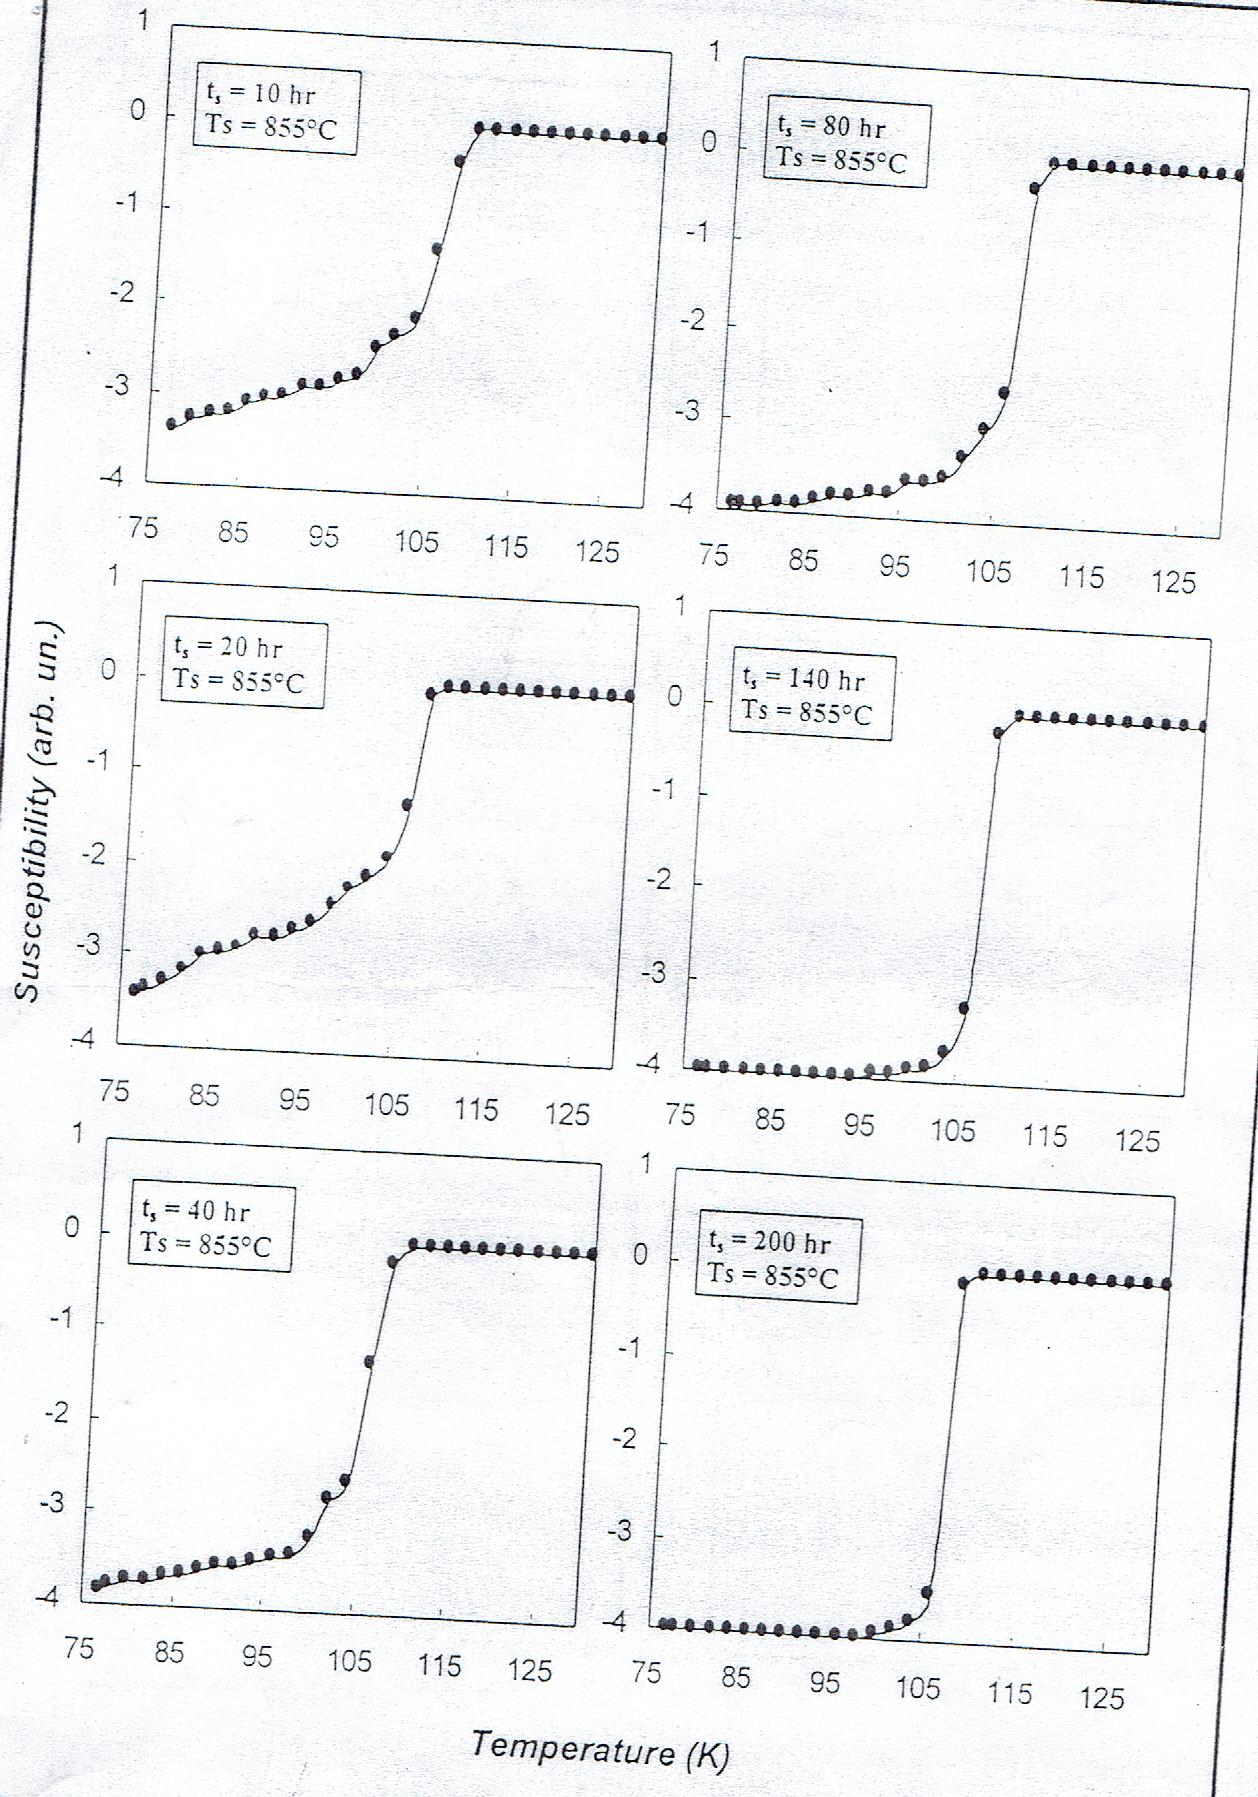 1
0
-1
-2
-3
-4
75 85 95 105 115 125
t_s = 10 hr
Ts = 855°C
1
0
-1
-2
-3
-4
75 85 95 105 115 125
t_s = 80 hr
Ts = 855°C
1
0
-1
-2
-3
-4
75 85 95 105 115 125
t_s = 20 hr
Ts = 855°C
1
0
-1
-2
-3
-4
75 85 95 105 115 125
t_s = 140 hr
Ts = 855°C
1
0
-1
-2
-3
-4
75 85 95 105 115 125
t_s = 40 hr
Ts = 855°C
1
0
-1
-2
-3
-4
75 85 95 105 115 125
t_s = 200 hr
Ts = 855°C
Susceptibility (arb. un.)
Temperature (K)